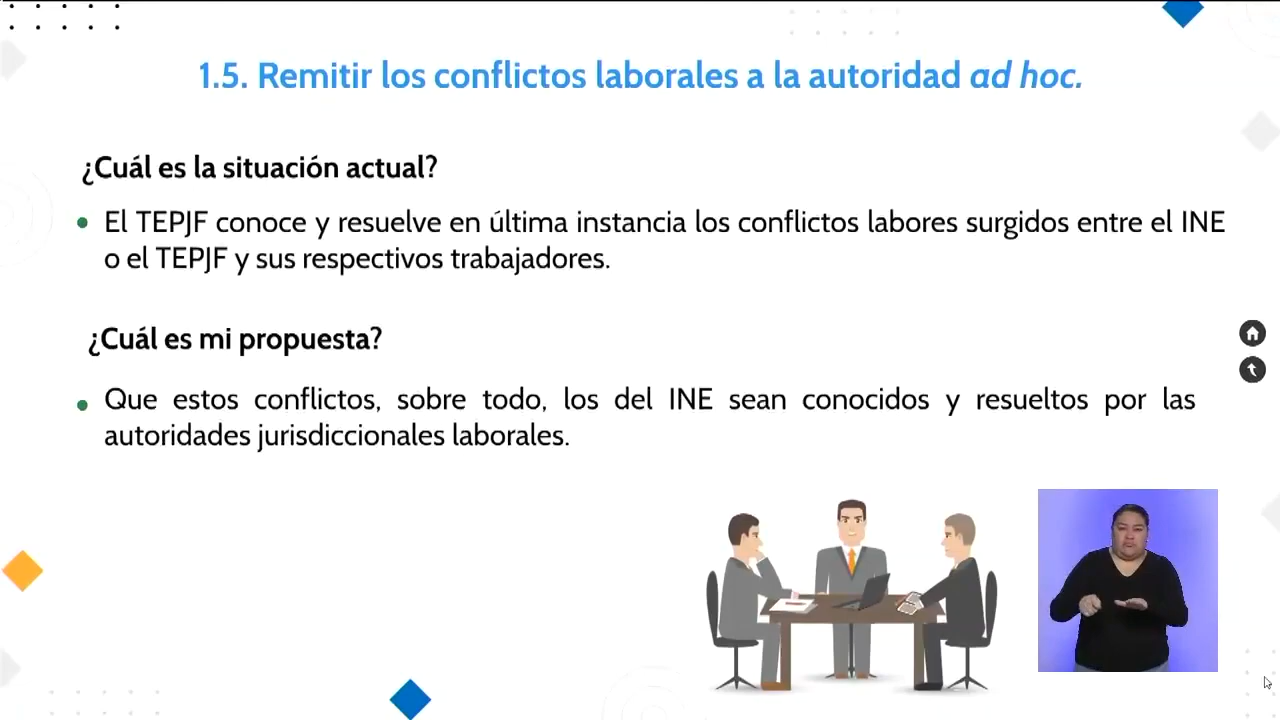 1.5. Remitir los conflictos laborales a la autoridad ad hoc.
¿Cuál es la situación actual?
El TEPJF conoce y resuelve en última instancia los conflictos labores surgidos entre el INE
o el TEPJF y sus respectivos trabajadores.
¿Cuál es mi propuesta?
Que estos conflictos, sobre todo, los del INE sean conocidos y resueltos por las
autoridades jurisdiccionales laborales.